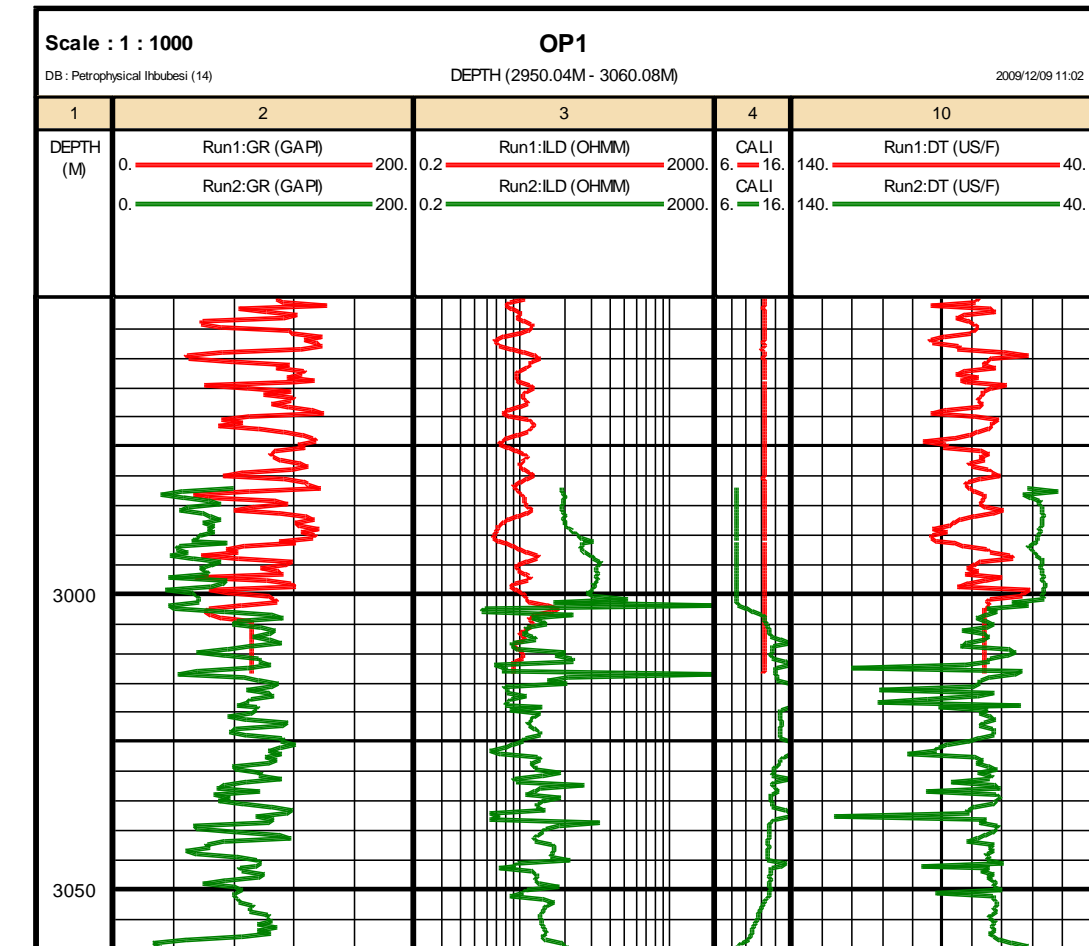 Scale : 1 : 1000
OP1
DB : Petrophysical Ihbubesi (14)
DEPTH (2950.04M - 3060.08M)
2009/12/09 11:02
1 2 3 4 10
DEPTH (M)
0. Run1:GR (GAPI) 200.
0. Run2:GR (GAPI) 200.
0.2 Run1:ILD (OHMM) 2000.
0.2 Run2:ILD (OHMM) 2000.
6. CALI 16.
6. CALI 16.
140. Run1:DT (US/F) 40.
140. Run2:DT (US/F) 40.
3000
3050